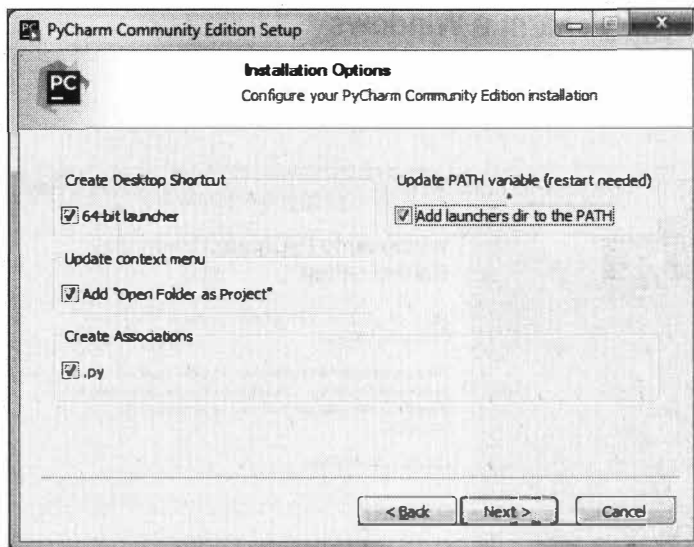 PyCharm Community Edition Setup
PC
Installation Options
Configure your PyCharm Community Edition installation
Create Desktop Shortcut
64-bit launcher
Update PATH variable (restart needed)
Add launchers dir to the PATH
Update context menu
Add "Open Folder as Project"
Create Associations
.py
< Back
Next >
Cancel